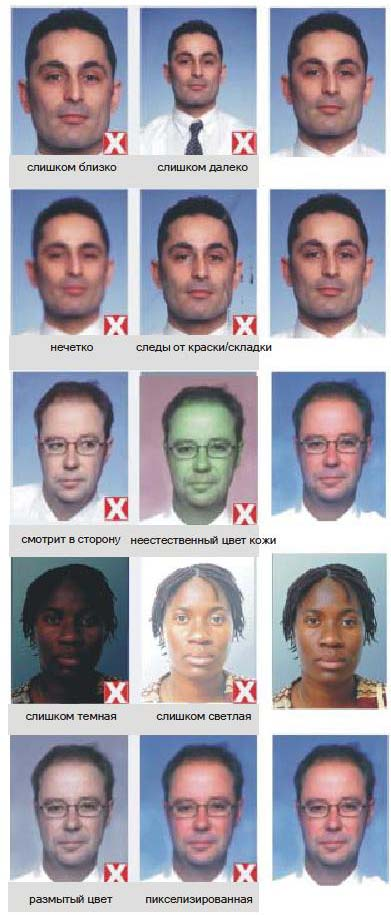 слишком близко
слишком далеко
нечетко
следы от краски/складки
смотрит в сторону
неестественный цвет кожи
слишком темная
слишком светлая
размытый цвет
пикселизированная